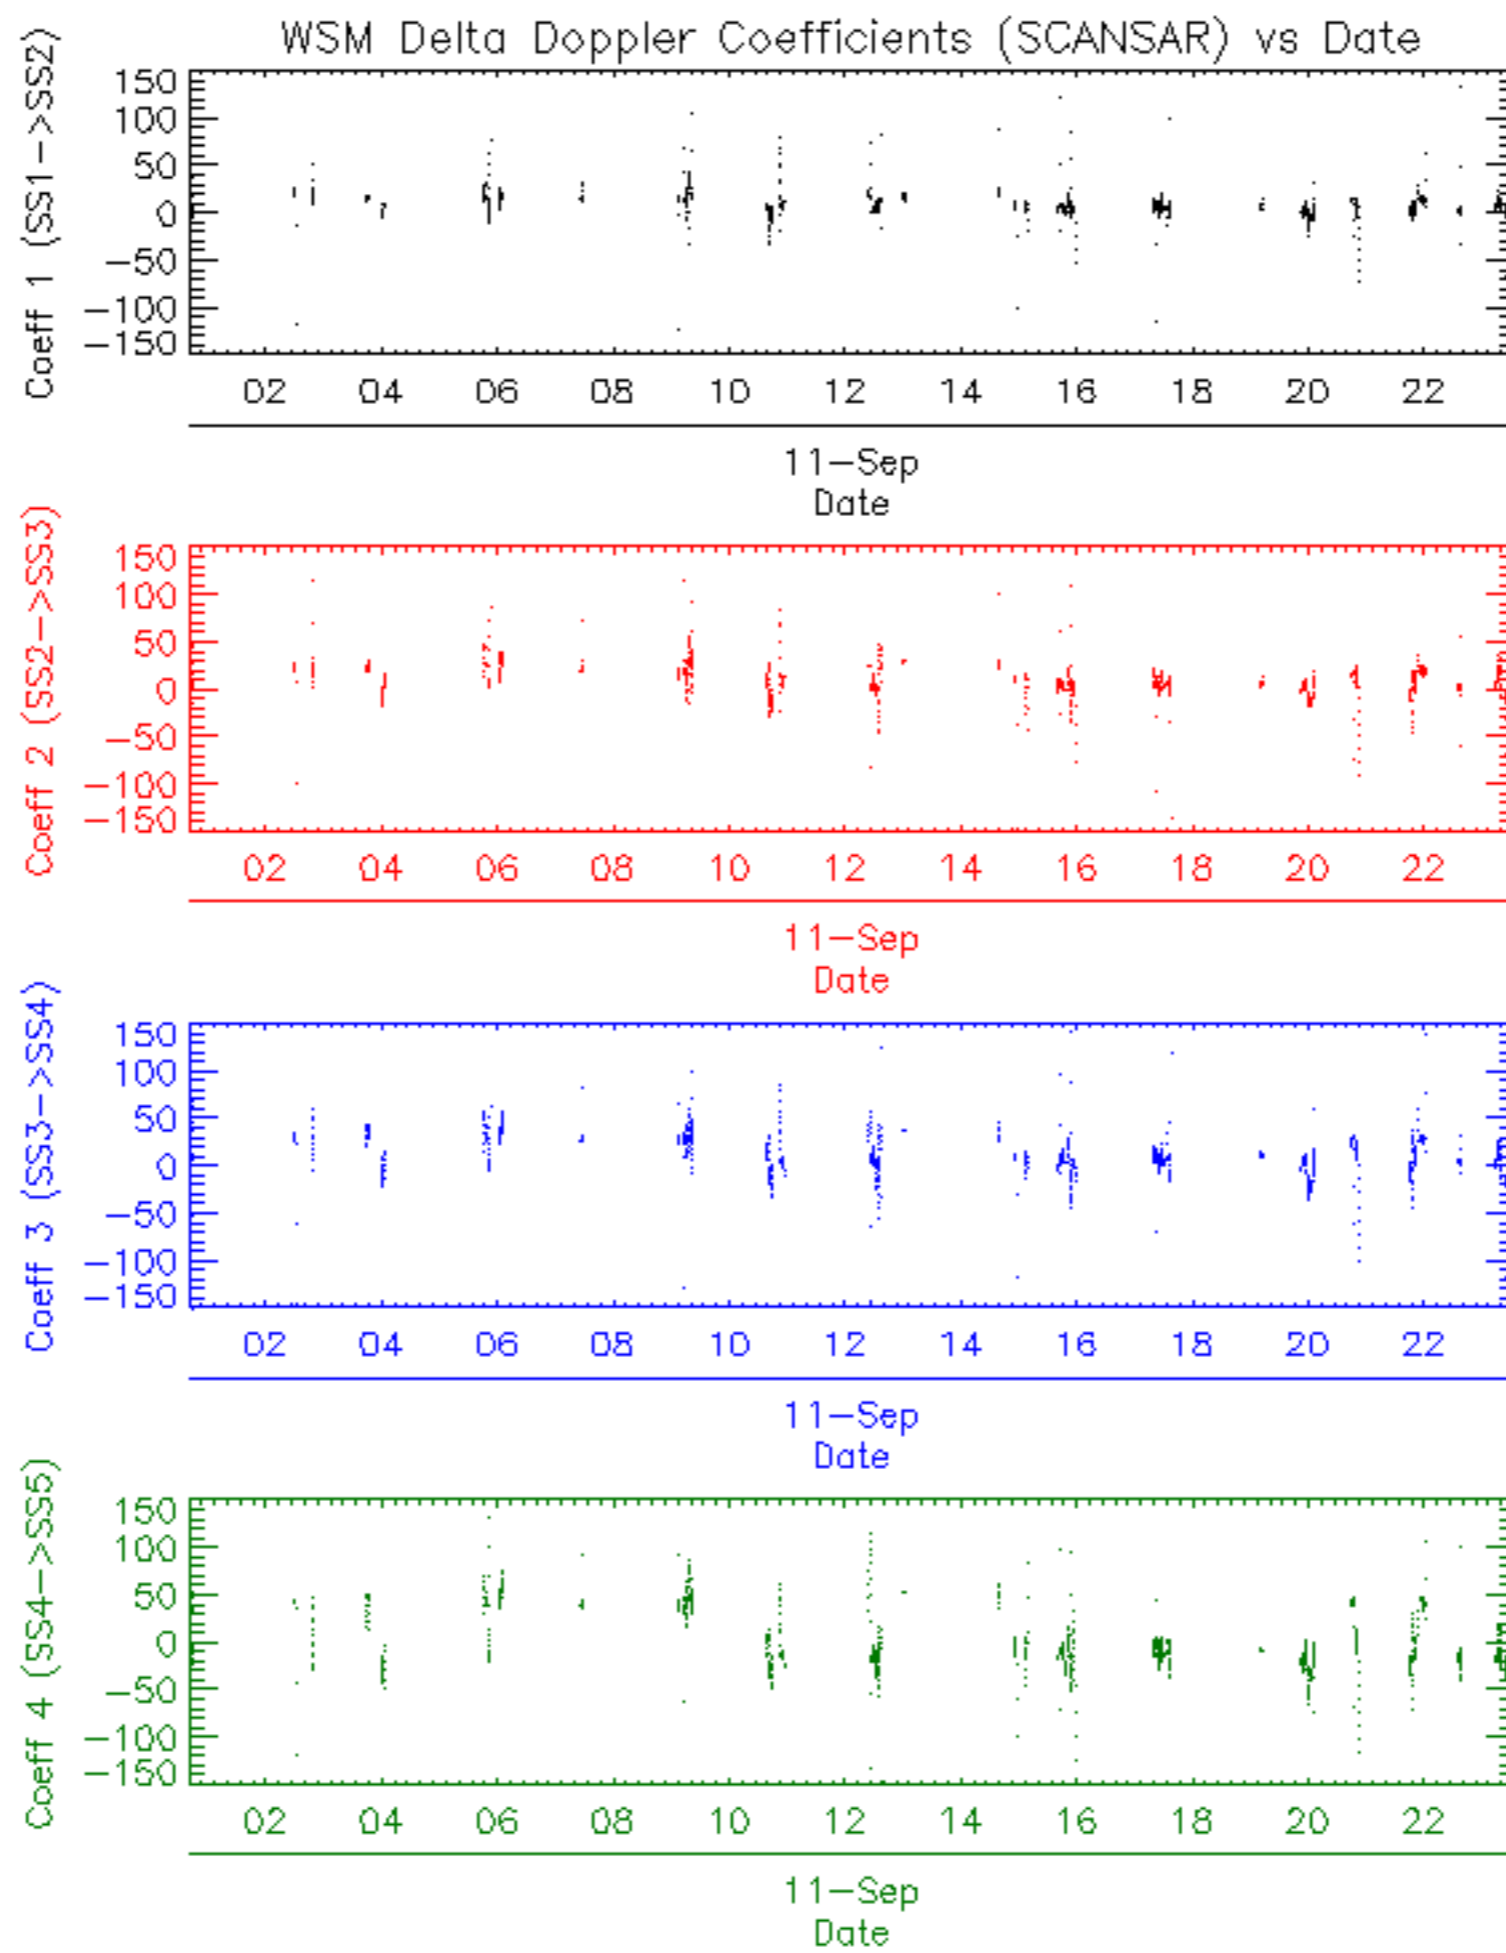 WSM Delta Doppler Coefficients (SCANSAR) vs Date
Coeff 1 (SS1->SS2)
150
100
50
0
-50
-100
-150
02 04 06 08 10 12 14 16 18 20 22
11-Sep
Date
Coeff 2 (SS2->SS3)
150
100
50
0
-50
-100
-150
02 04 06 08 10 12 14 16 18 20 22
11-Sep
Date
Coeff 3 (SS3->SS4)
150
100
50
0
-50
-100
-150
02 04 06 08 10 12 14 16 18 20 22
11-Sep
Date
Coeff 4 (SS4->SS5)
150
100
50
0
-50
-100
-150
02 04 06 08 10 12 14 16 18 20 22
11-Sep
Date